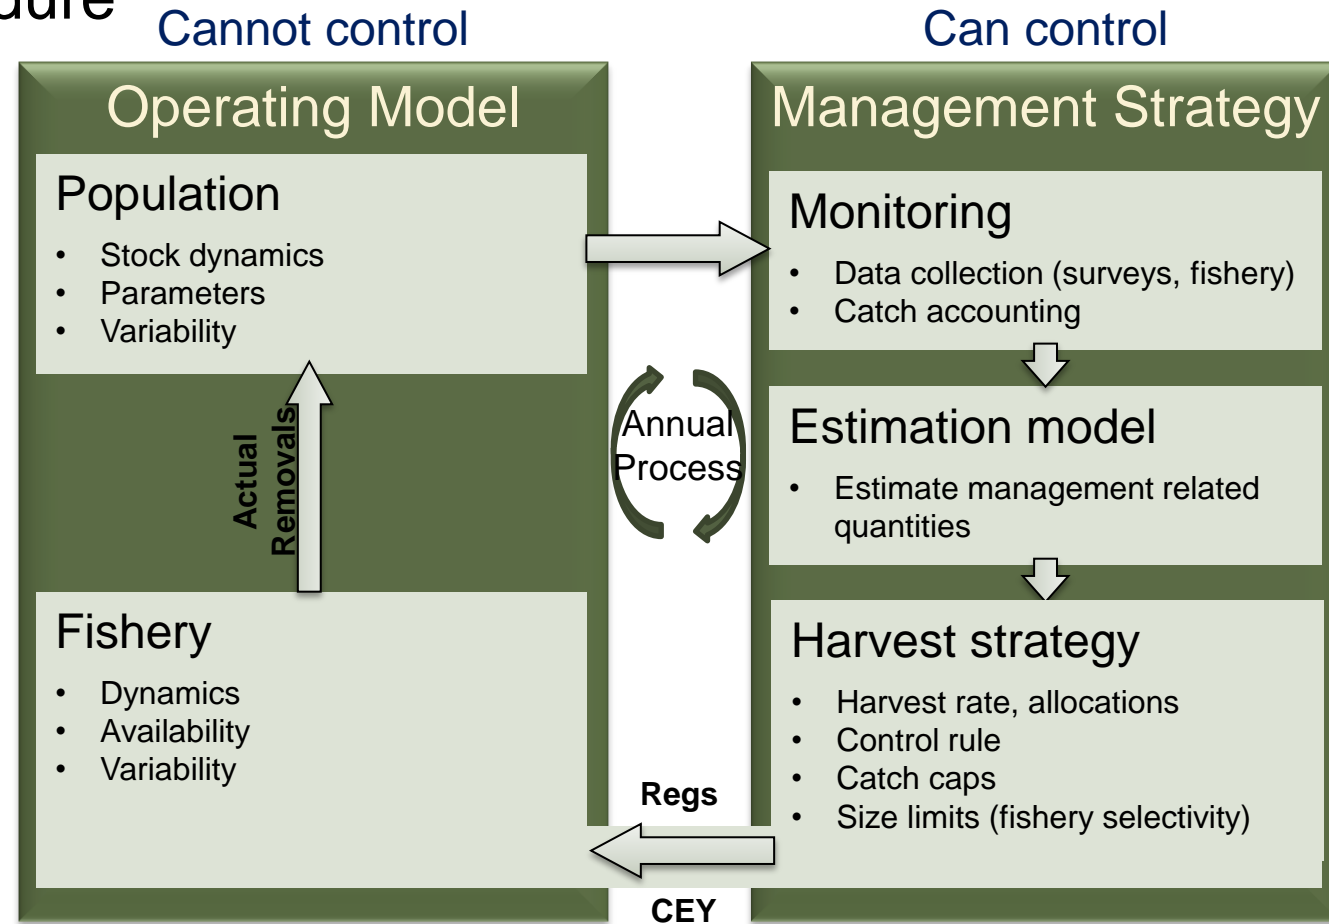 Cannot control
Can control
Operating Model
Population
• Stock dynamics
• Parameters
• Variability
Actual
Removals
Fishery
• Dynamics
• Availability
• Variability
Annual
Process
Regs
CEY
Management Strategy
Monitoring
• Data collection (surveys, fishery)
• Catch accounting
Estimation model
• Estimate management related
quantities
Harvest strategy
• Harvest rate, allocations
• Control rule
• Catch caps
• Size limits (fishery selectivity)